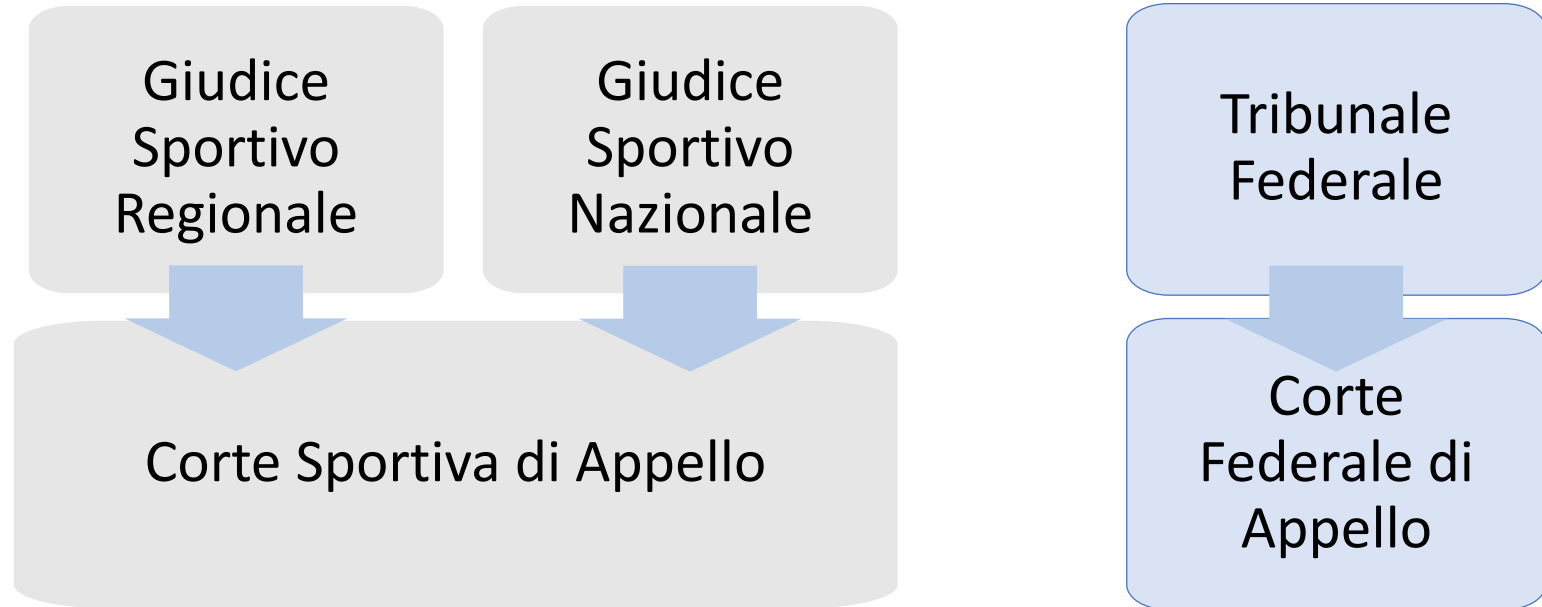 Giudice
Sportivo
Regionale
Giudice
Sportivo
Nazionale
Tribunale
Federale
Corte Sportiva di Appello
Corte
Federale di
Appello